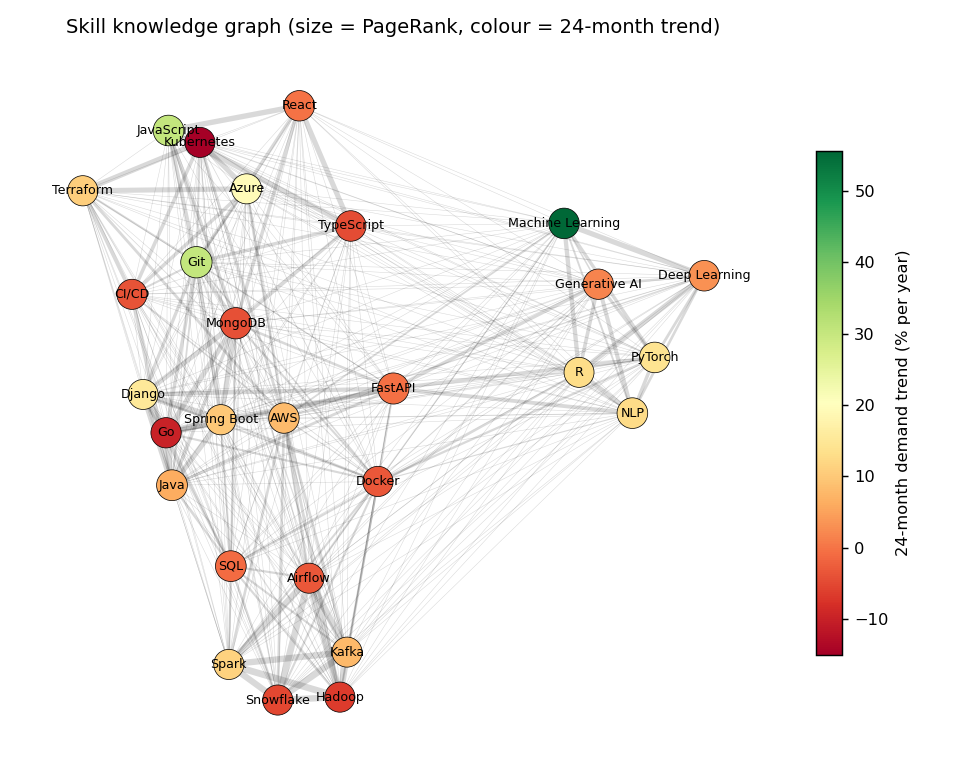 Skill knowledge graph (size = PageRank, colour = 24-month trend)
React
JavaScript
Kubernetes
Terraform
Azure
TypeScript
Machine Learning
Git
Deep Learning
Generative AI
CI/CD
MongoDB
PyTorch
R
Django
FastAPI
NLP
Spring Boot
AWS
Go
Java
Docker
SQL
Airflow
Kafka
Spark
Snowflake
Hadoop
50
40
30
20
10
0
−10
24-month demand trend (% per year)